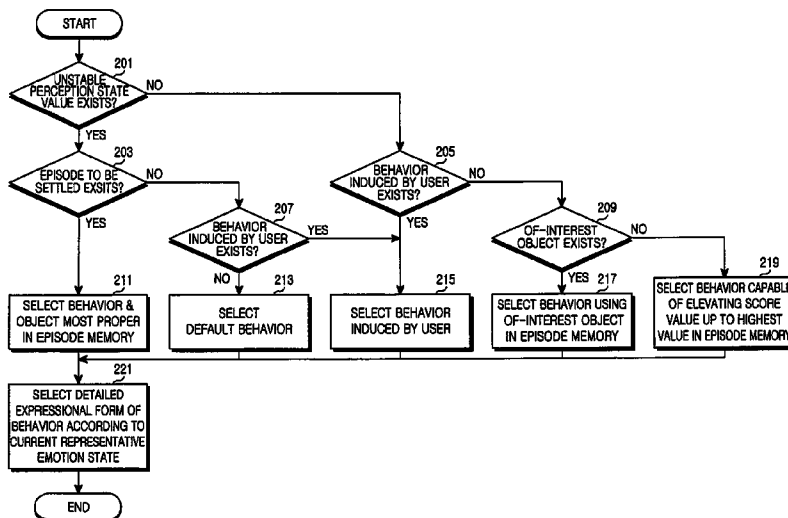 START
201
UNSTABLE
PERCEPTION STATE
VALUE EXISTS?
NO
YES
203
EPISODE TO BE
SETTLED EXSITS?
NO
YES
205
BEHAVIOR
INDUCED BY USER
EXISTS?
NO
YES
207
BEHAVIOR
INDUCED BY USER
EXISTS?
YES
NO
209
OF-INTEREST
OBJECT EXISTS?
NO
YES
211
SELECT BEHAVIOR &
OBJECT MOST PROPER
IN EPISODE MEMORY
213
SELECT
DEFAULT BEHAVIOR
215
SELECT BEHAVIOR
INDUCED BY USER
217
SELECT BEHAVIOR USING
OF-INTEREST OBJECT
IN EPISODE MEMORY
219
SELECT BEHAVIOR CAPABLE
OF ELEVATING SCORE
VALUE UP TO HIGHEST
VALUE IN EPISODE MEMORY
221
SELECT DETAILED
EXPRESSIONAL FORM OF
BEHAVIOR ACCORDING TO
CURRENT REPRESENTATIVE
EMOTION STATE
END